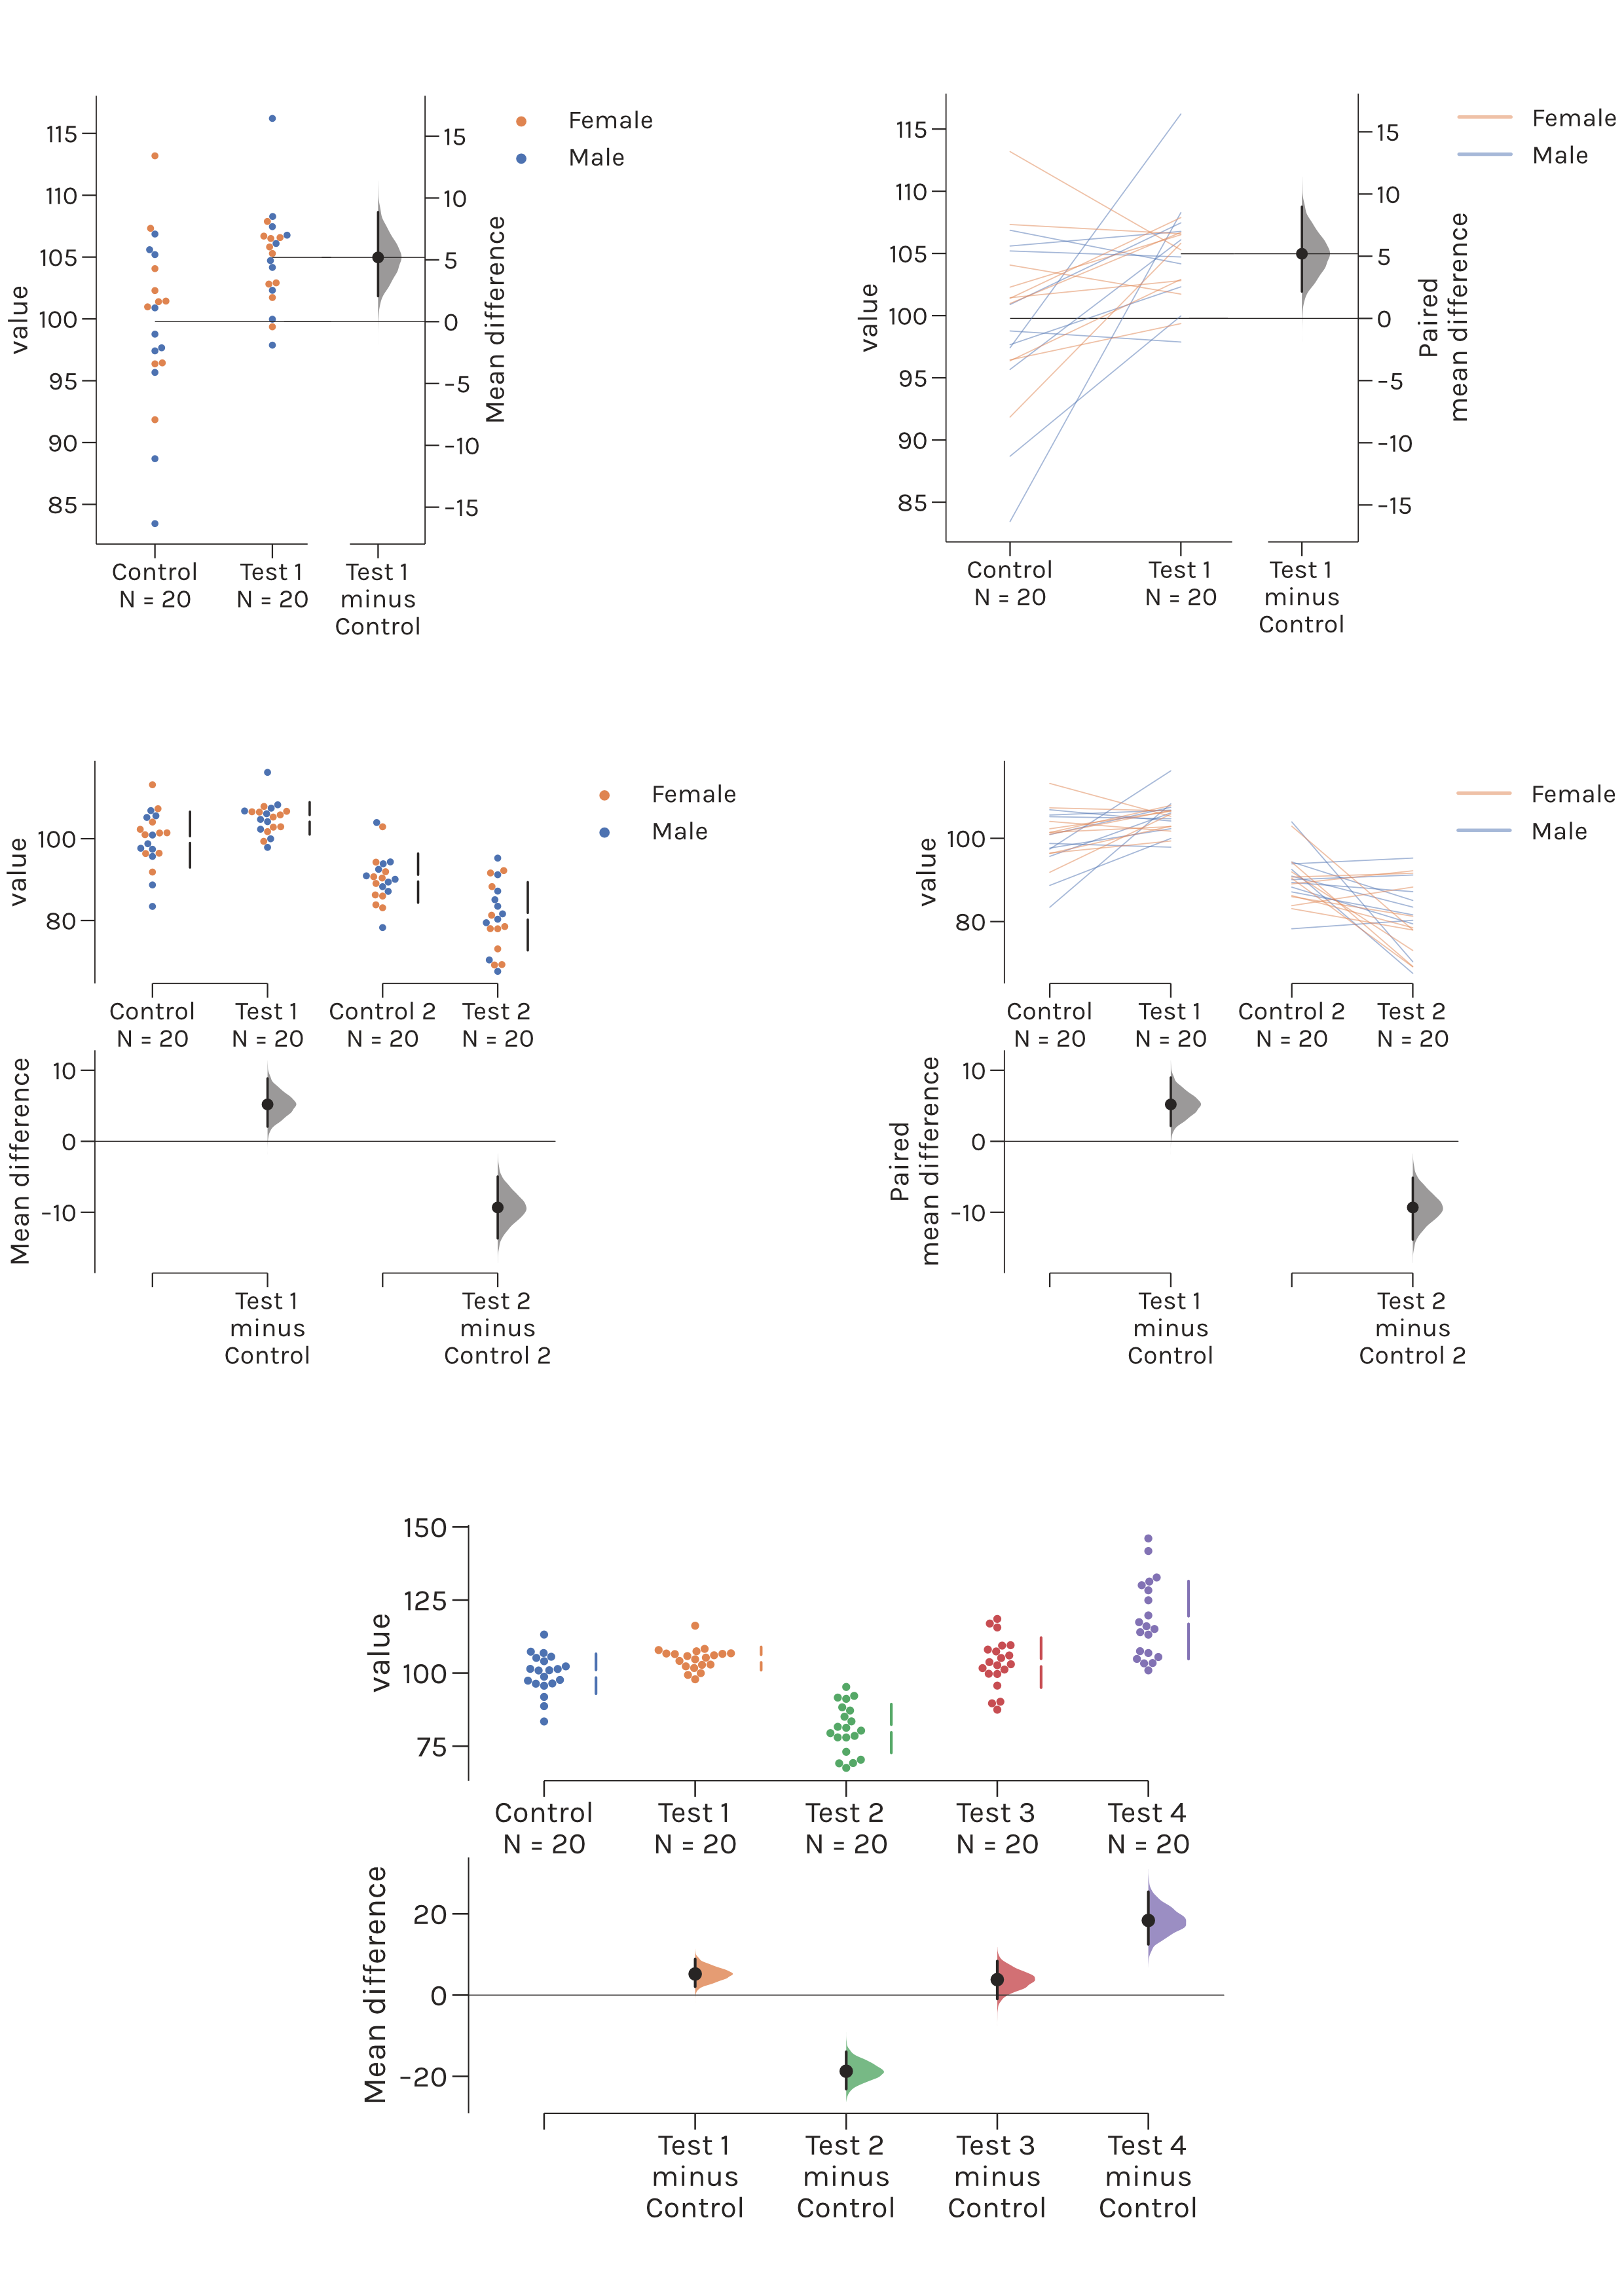 115
110
105
100
95
90
85
value
15
10
5
0
-5
-10
-15
Mean difference
Female
Male
Control
N = 20
Test 1
N = 20
Test 1
minus
Control
115
110
105
100
95
90
85
value
15
10
5
0
-5
-10
-15
Paired
mean difference
Female
Male
Control
N = 20
Test 1
N = 20
Test 1
minus
Control
100
80
value
Female
Male
Control
N = 20
Test 1
N = 20
Control 2
N = 20
Test 2
N = 20
10
0
-10
Mean difference
Test 1
minus
Control
Test 2
minus
Control 2
100
80
value
Female
Male
Control
N = 20
Test 1
N = 20
Control 2
N = 20
Test 2
N = 20
10
0
-10
Paired
mean difference
Test 1
minus
Control
Test 2
minus
Control 2
150
125
100
75
value
Control
N = 20
Test 1
N = 20
Test 2
N = 20
Test 3
N = 20
Test 4
N = 20
20
0
-20
Mean difference
Test 1
minus
Control
Test 2
minus
Control
Test 3
minus
Control
Test 4
minus
Control